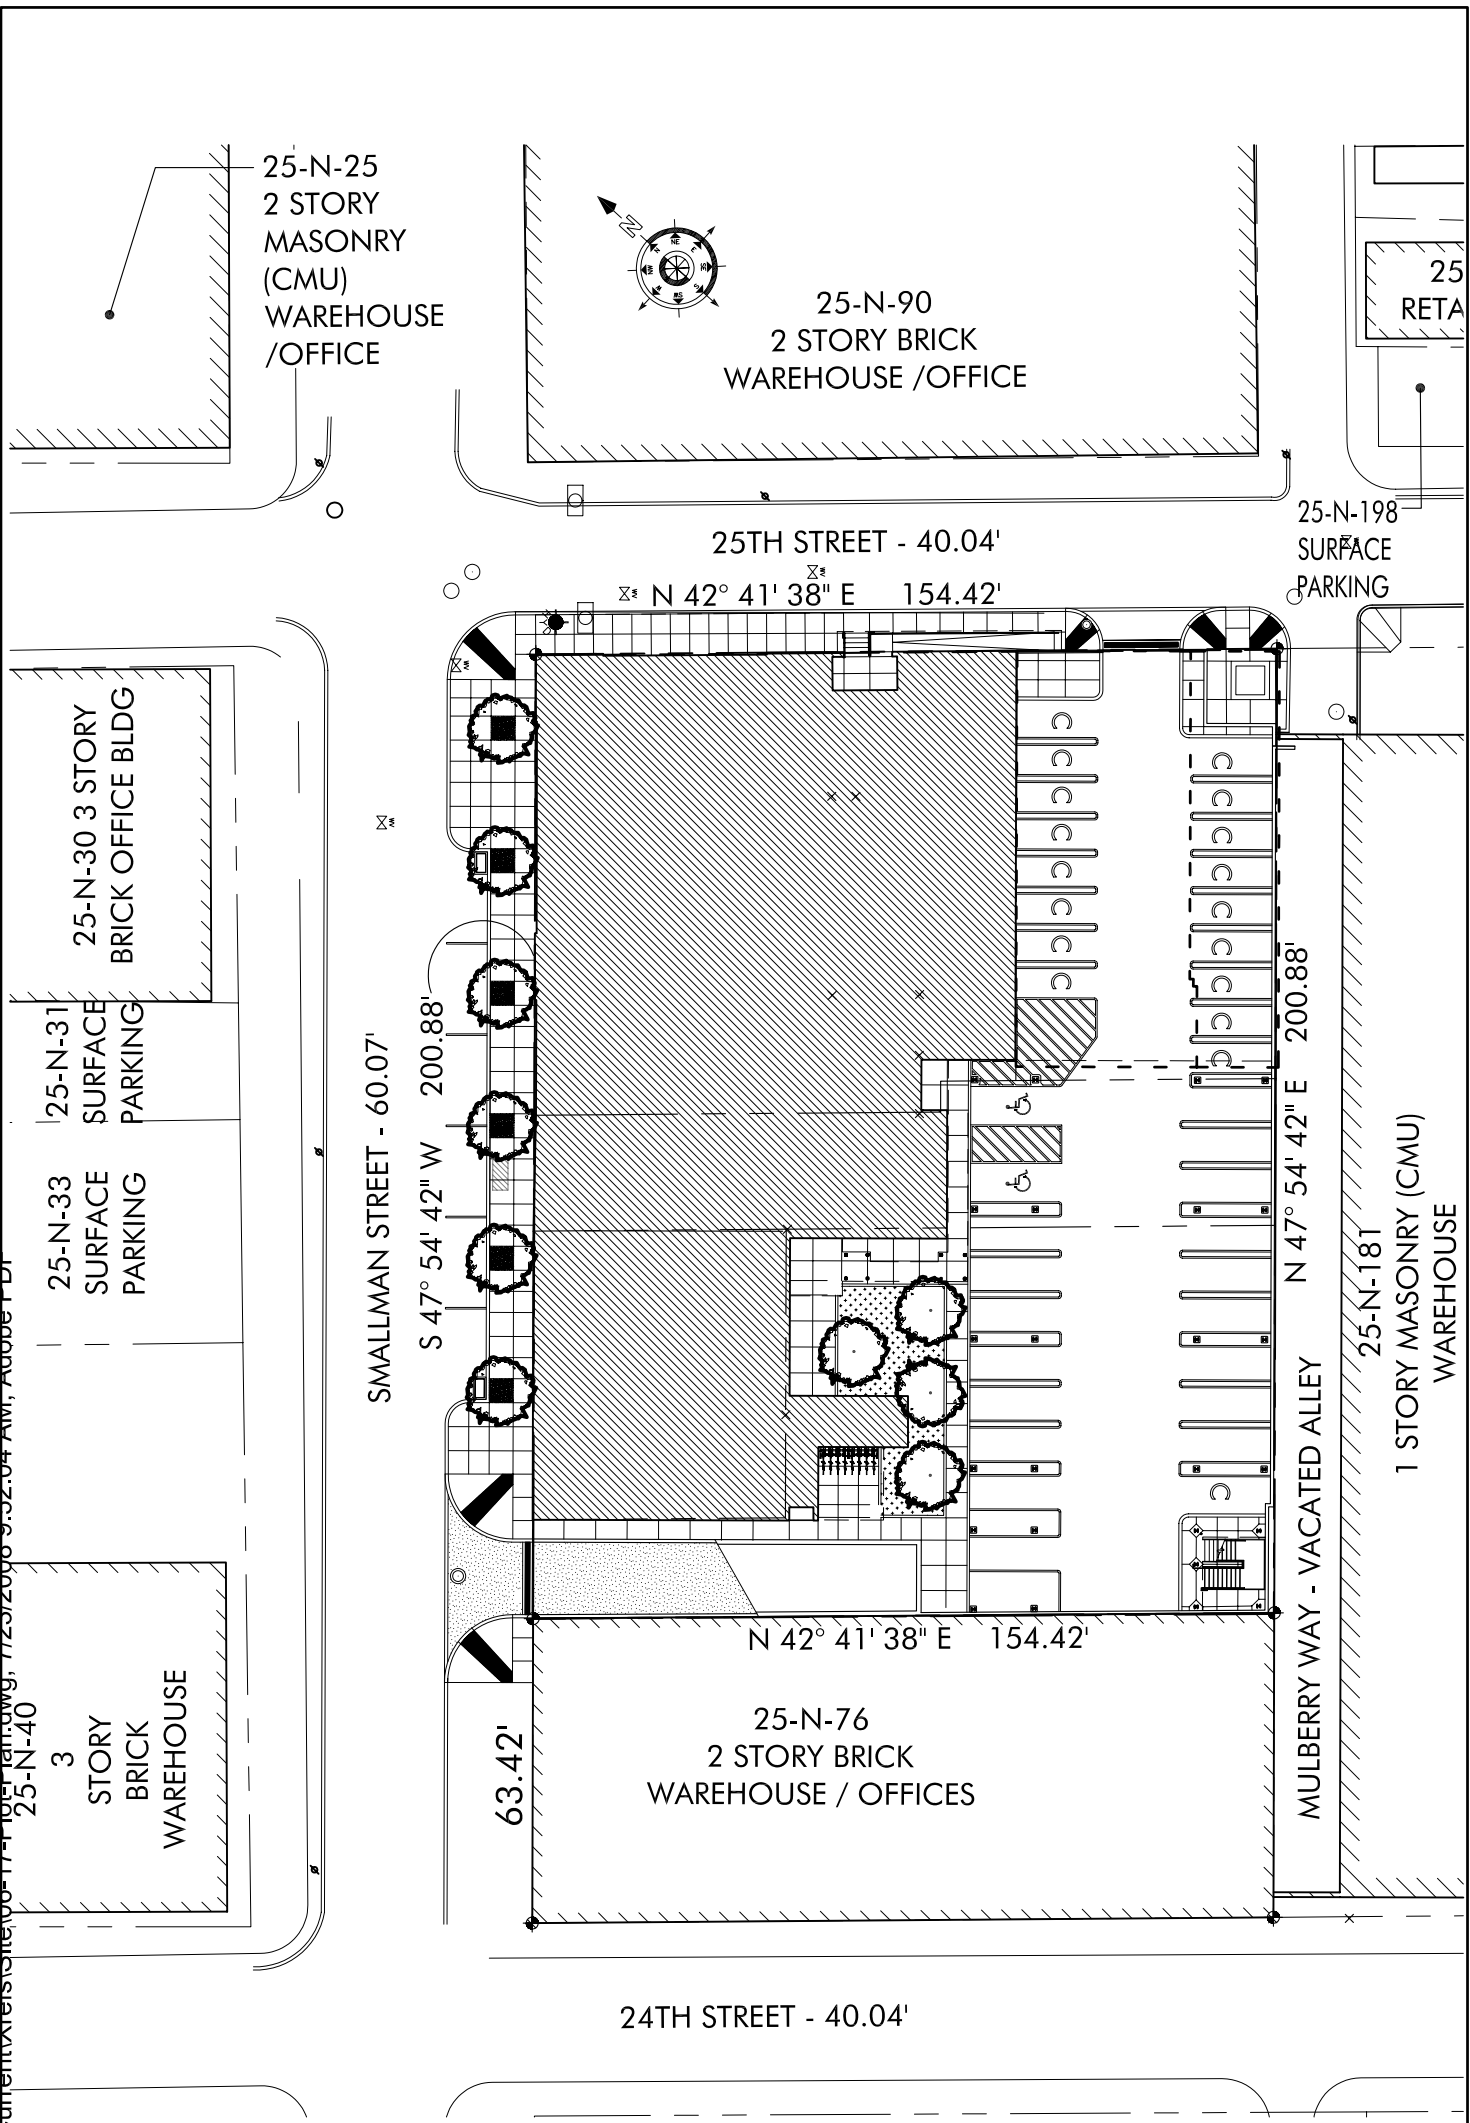 25-N-25
2 STORY
MASONRY
(CMU)
WAREHOUSE
/OFFICE
N
NE
E
SE
S
SW
W
NW
N
25-N-90
2 STORY BRICK
WAREHOUSE /OFFICE
25
RETA
25-N-198
SURFACE
PARKING
25TH STREET - 40.04'
N 42° 41' 38" E 154.42'
25-N-30 3 STORY
BRICK OFFICE BLDG
25-N-31
SURFACE
PARKING
25-N-33
SURFACE
PARKING
SMALLMAN STREET - 60.07'
S 47° 54' 42" W 200.88'
N 47° 54' 42" E 200.88'
MULBERRY WAY - VACATED ALLEY
25-N-181
1 STORY MASONRY (CMU)
WAREHOUSE
N 42° 41' 38" E 154.42'
25-N-40
3
STORY
BRICK
WAREHOUSE
63.42'
25-N-76
2 STORY BRICK
WAREHOUSE / OFFICES
24TH STREET - 40.04'